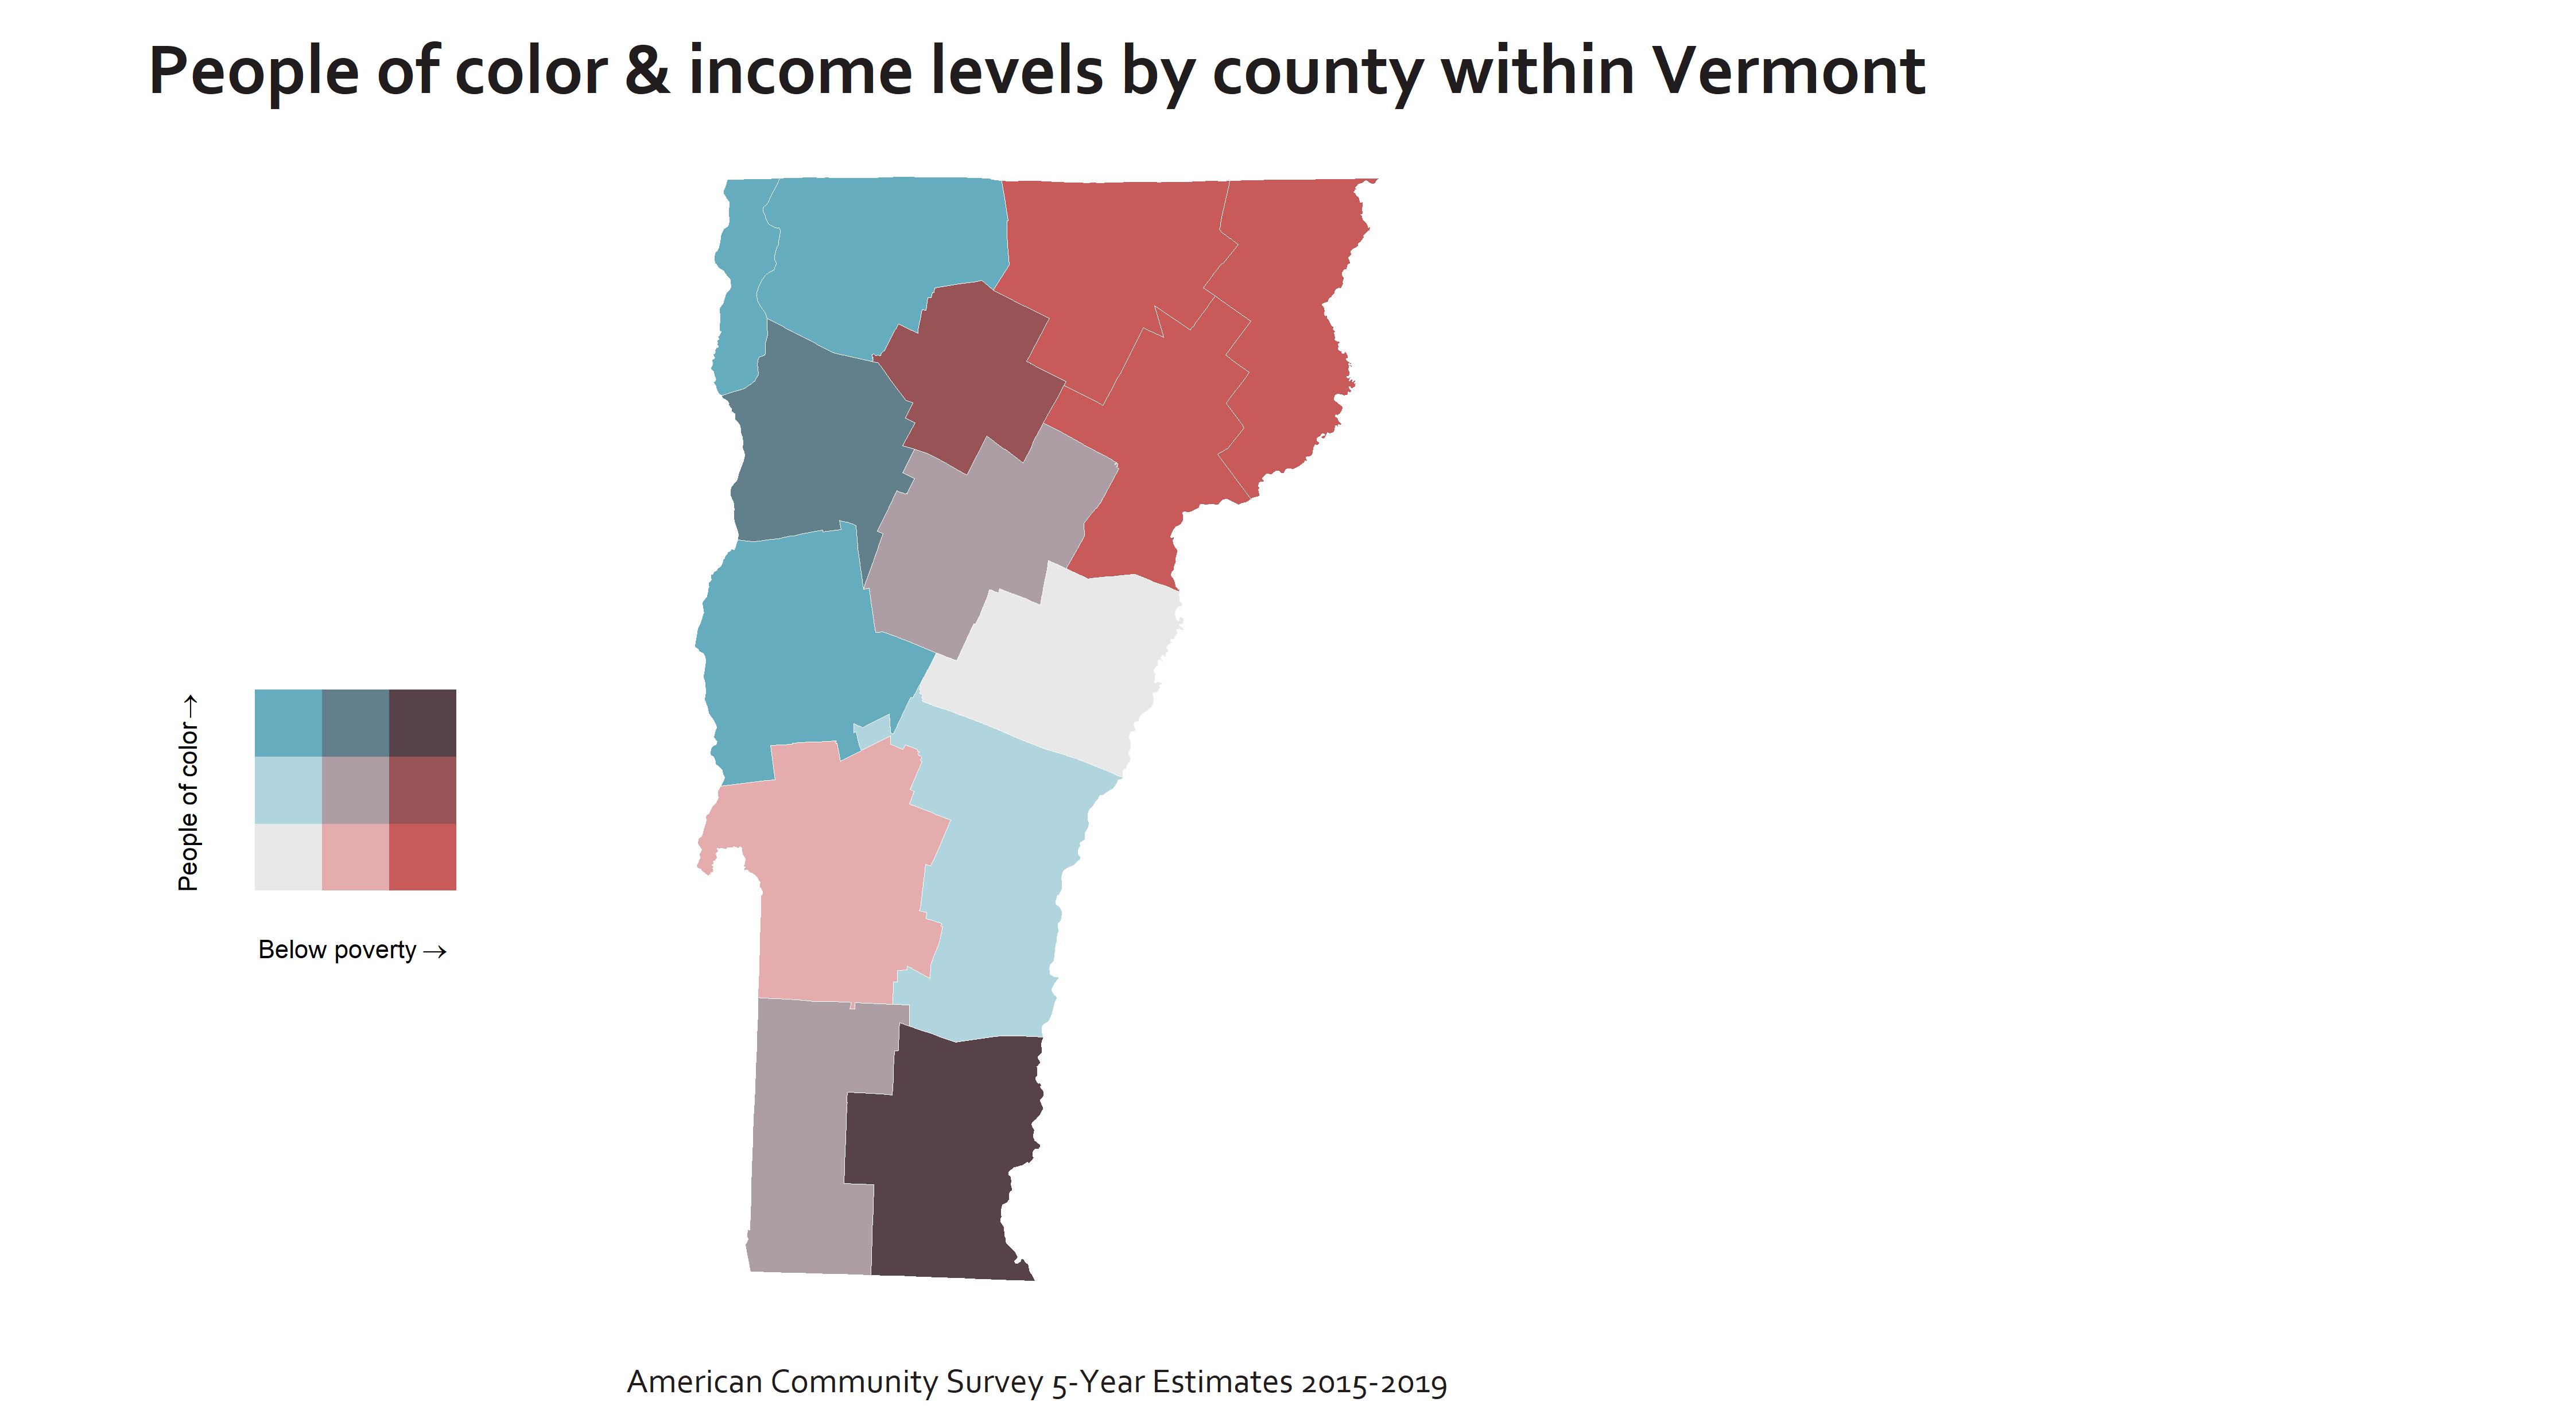 People of color & income levels by county within Vermont
People of color→
Below poverty→
American Community Survey 5-Year Estimates 2015-2019